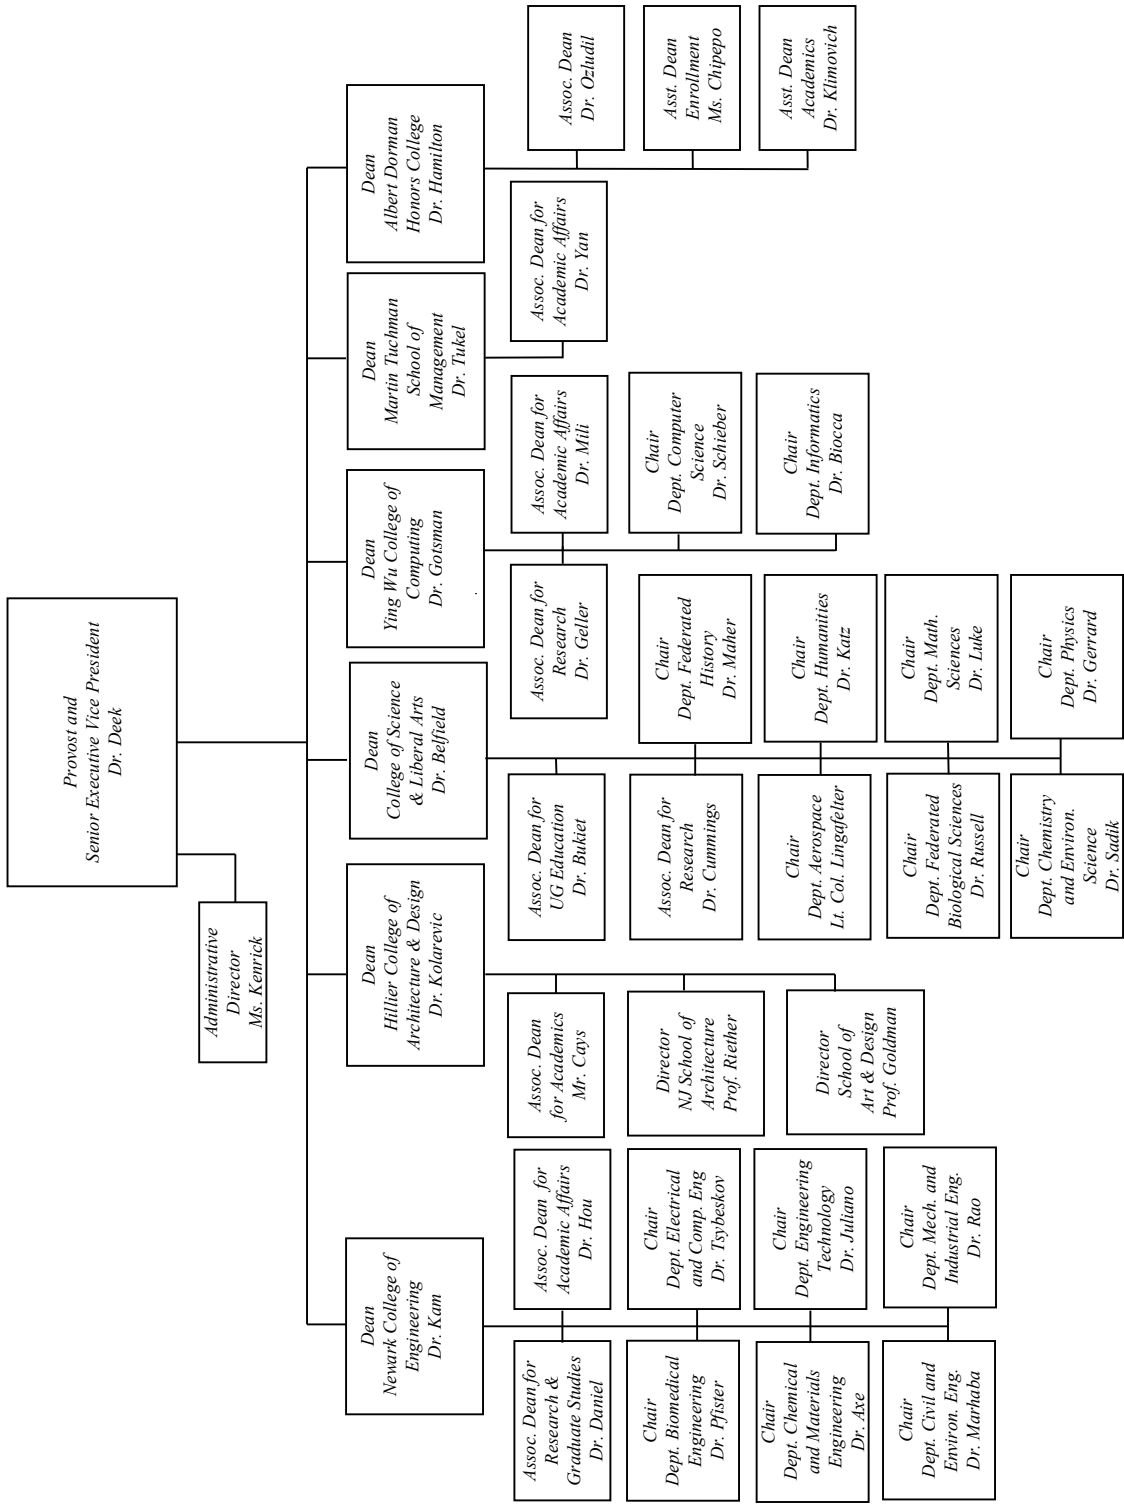 Provost and
Senior Executive Vice President
Dr. Deek
Administrative
Director
Ms. Kenrick
Dean
Newark College of
Engineering
Dr. Kam
Dean
Hillier College of
Architecture & Design
Dr. Kolarevic
Dean
College of Science
& Liberal Arts
Dr. Belfield
Dean
Ying Wu College of
Computing
Dr. Gotsman
Dean
Martin Tuchman
School of
Management
Dr. Tukel
Dean
Albert Dorman
Honors College
Dr. Hamilton
Assoc. Dean for
Research &
Graduate Studies
Dr. Daniel
Assoc. Dean for
Academic Affairs
Dr. Hou
Chair
Dept. Biomedical
Engineering
Dr. Pfister
Chair
Dept. Electrical
and Comp. Eng
Dr. Tsybeskov
Chair
Dept. Chemical
and Materials
Engineering
Dr. Axe
Chair
Dept. Engineering
Technology
Dr. Juliano
Chair
Dept. Civil and
Environ. Eng.
Dr. Marhaba
Chair
Dept. Mech. and
Industrial Eng.
Dr. Rao
Assoc. Dean
for Academics
Mr. Cays
Director
NJ School of
Architecture
Prof. Riether
Director
School of
Art & Design
Prof. Goldman
Assoc. Dean for
UG Education
Dr. Bukiet
Assoc. Dean for
Research
Dr. Cummings
Chair
Dept. Federated
History
Dr. Maher
Chair
Dept. Aerospace
Lt. Col. Lingafelter
Chair
Dept. Humanities
Dr. Katz
Chair
Dept. Federated
Biological Sciences
Dr. Russell
Chair
Dept. Math.
Sciences
Dr. Luke
Chair
Dept. Chemistry
and Environ.
Science
Dr. Sadik
Chair
Dept. Physics
Dr. Gerrard
Assoc. Dean for
Research
Dr. Geller
Assoc. Dean for
Academic Affairs
Dr. Mili
Chair
Dept. Computer
Science
Dr. Schieber
Chair
Dept. Informatics
Dr. Biocca
Assoc. Dean for
Academic Affairs
Dr. Yan
Assoc. Dean
Dr. Ozludil
Asst. Dean
Enrollment
Ms. Chipepo
Asst. Dean
Academics
Dr. Klimovich